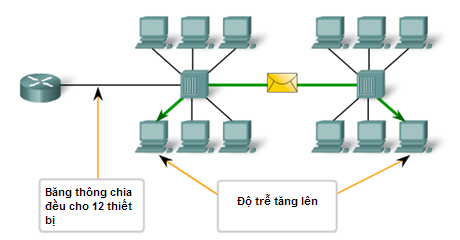 Băng thông chia
đều cho 12 thiết
bị
Độ trễ tăng lên